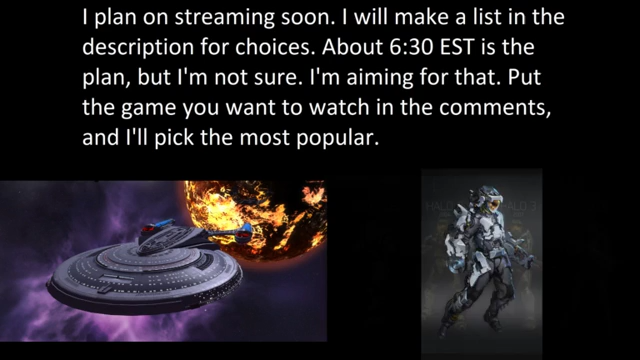 I plan on streaming soon. I will make a list in the
description for choices. About 6:30 EST is the
plan, but I'm not sure. I'm aiming for that. Put
the game you want to watch in the comments,
and I'll pick the most popular.